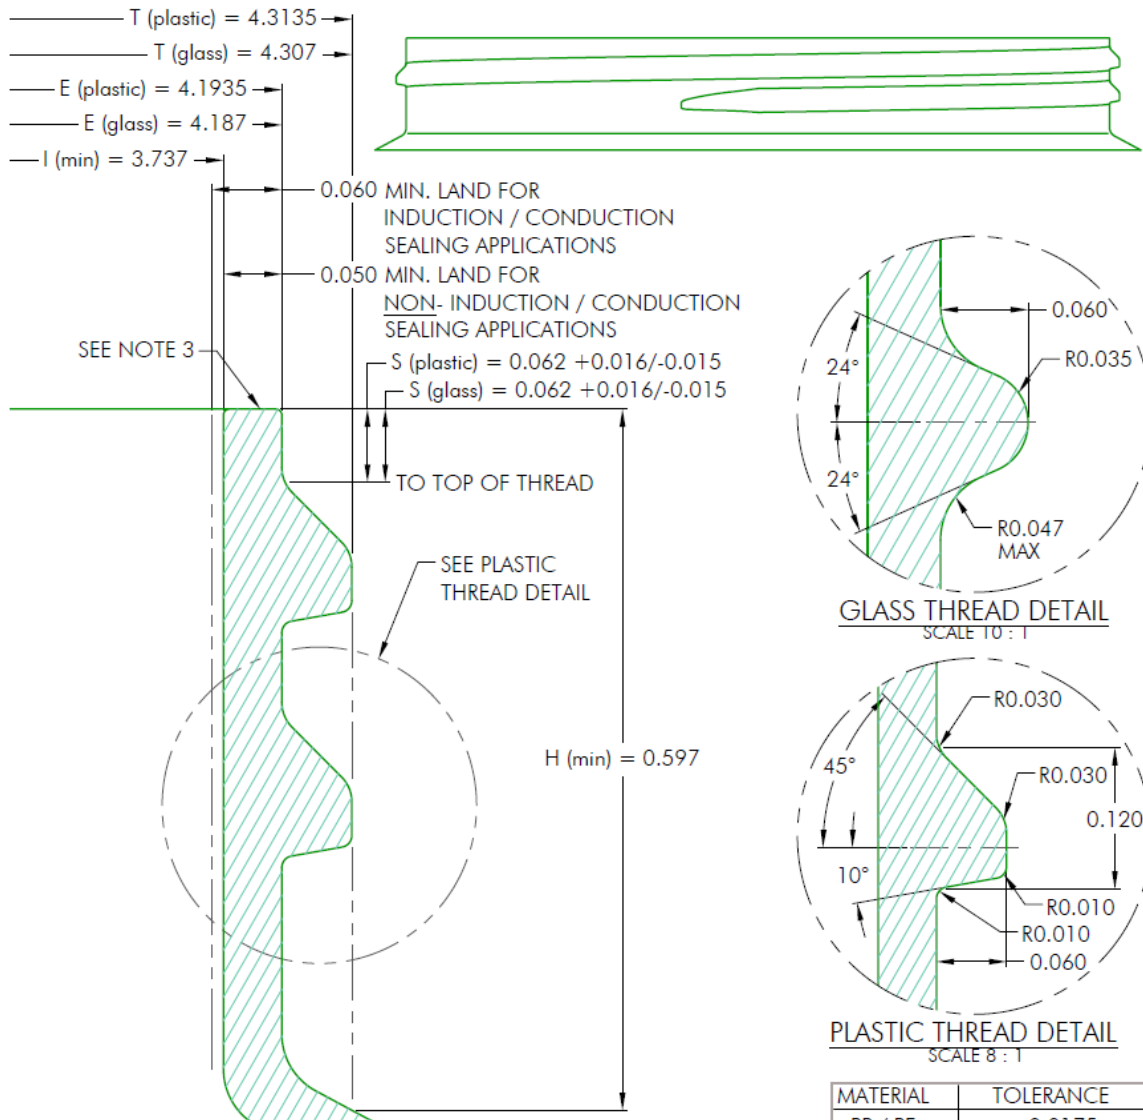 T (plastic) = 4.3135
T (glass) = 4.307
E (plastic) = 4.1935
E (glass) = 4.187
I (min) = 3.737
0.060 MIN. LAND FOR
INDUCTION / CONDUCTION
SEALING APPLICATIONS
0.050 MIN. LAND FOR
NON- INDUCTION / CONDUCTION
SEALING APPLICATIONS
SEE NOTE 3
S (plastic) = 0.062 +0.016/-0.015
S (glass) = 0.062 +0.016/-0.015
TO TOP OF THREAD
SEE PLASTIC
THREAD DETAIL
H (min) = 0.597
0.060
R0.035
24°
24°
R0.047
MAX
GLASS THREAD DETAIL
SCALE 10 : 1
R0.030
45°
R0.030
0.120
10°
R0.010
R0.010
0.060
PLASTIC THREAD DETAIL
SCALE 8 : 1
MATERIAL TOLERANCE